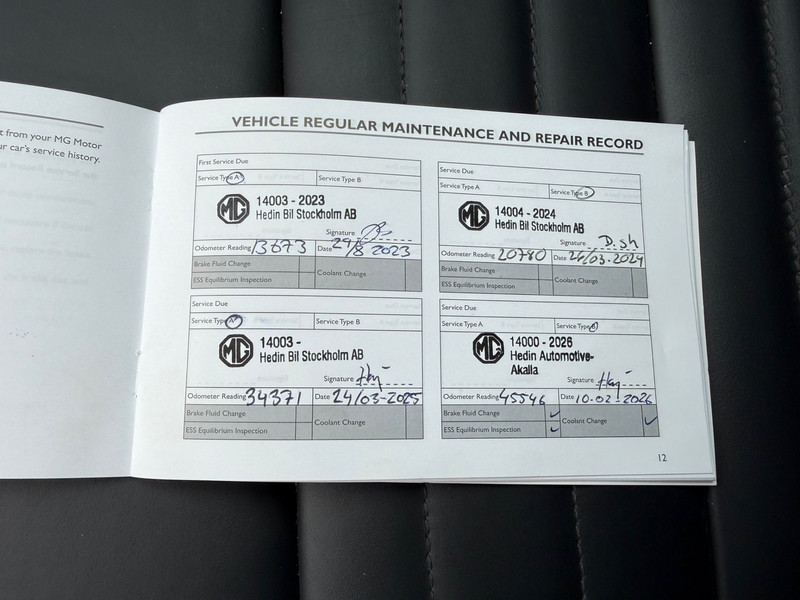 t from your MG Motor
ur car's service history.
VEHICLE REGULAR MAINTENANCE AND REPAIR RECORD
First Service Due
Service Type A
Service Type B
MG
14003 - 2023
Hedin Bil Stockholm AB
Signature
Odometer Reading 13673
Date 29/8 2023
Brake Fluid Change
ESS Equilibrium Inspection
Coolant Change
Service Due
Service Type A
Service Type B
MG
14004 - 2024
Hedin Bil Stockholm AB
Signature D. sh
Odometer Reading 20780
Date 26/03-2024
Brake Fluid Change
ESS Equilibrium Inspection
Coolant Change
Service Due
Service Type A
Service Type B
MG
14003 -
Hedin Bil Stockholm AB
Signature
Odometer Reading 34371
Date 24/03-2025
Brake Fluid Change
ESS Equilibrium Inspection
Coolant Change
Service Due
Service Type A
Service Type B
MG
14000 - 2026
Hedin Automotive-
Akalla
Signature
Odometer Reading 45546
Date 10-02-2026
Brake Fluid Change
ESS Equilibrium Inspection
Coolant Change
12